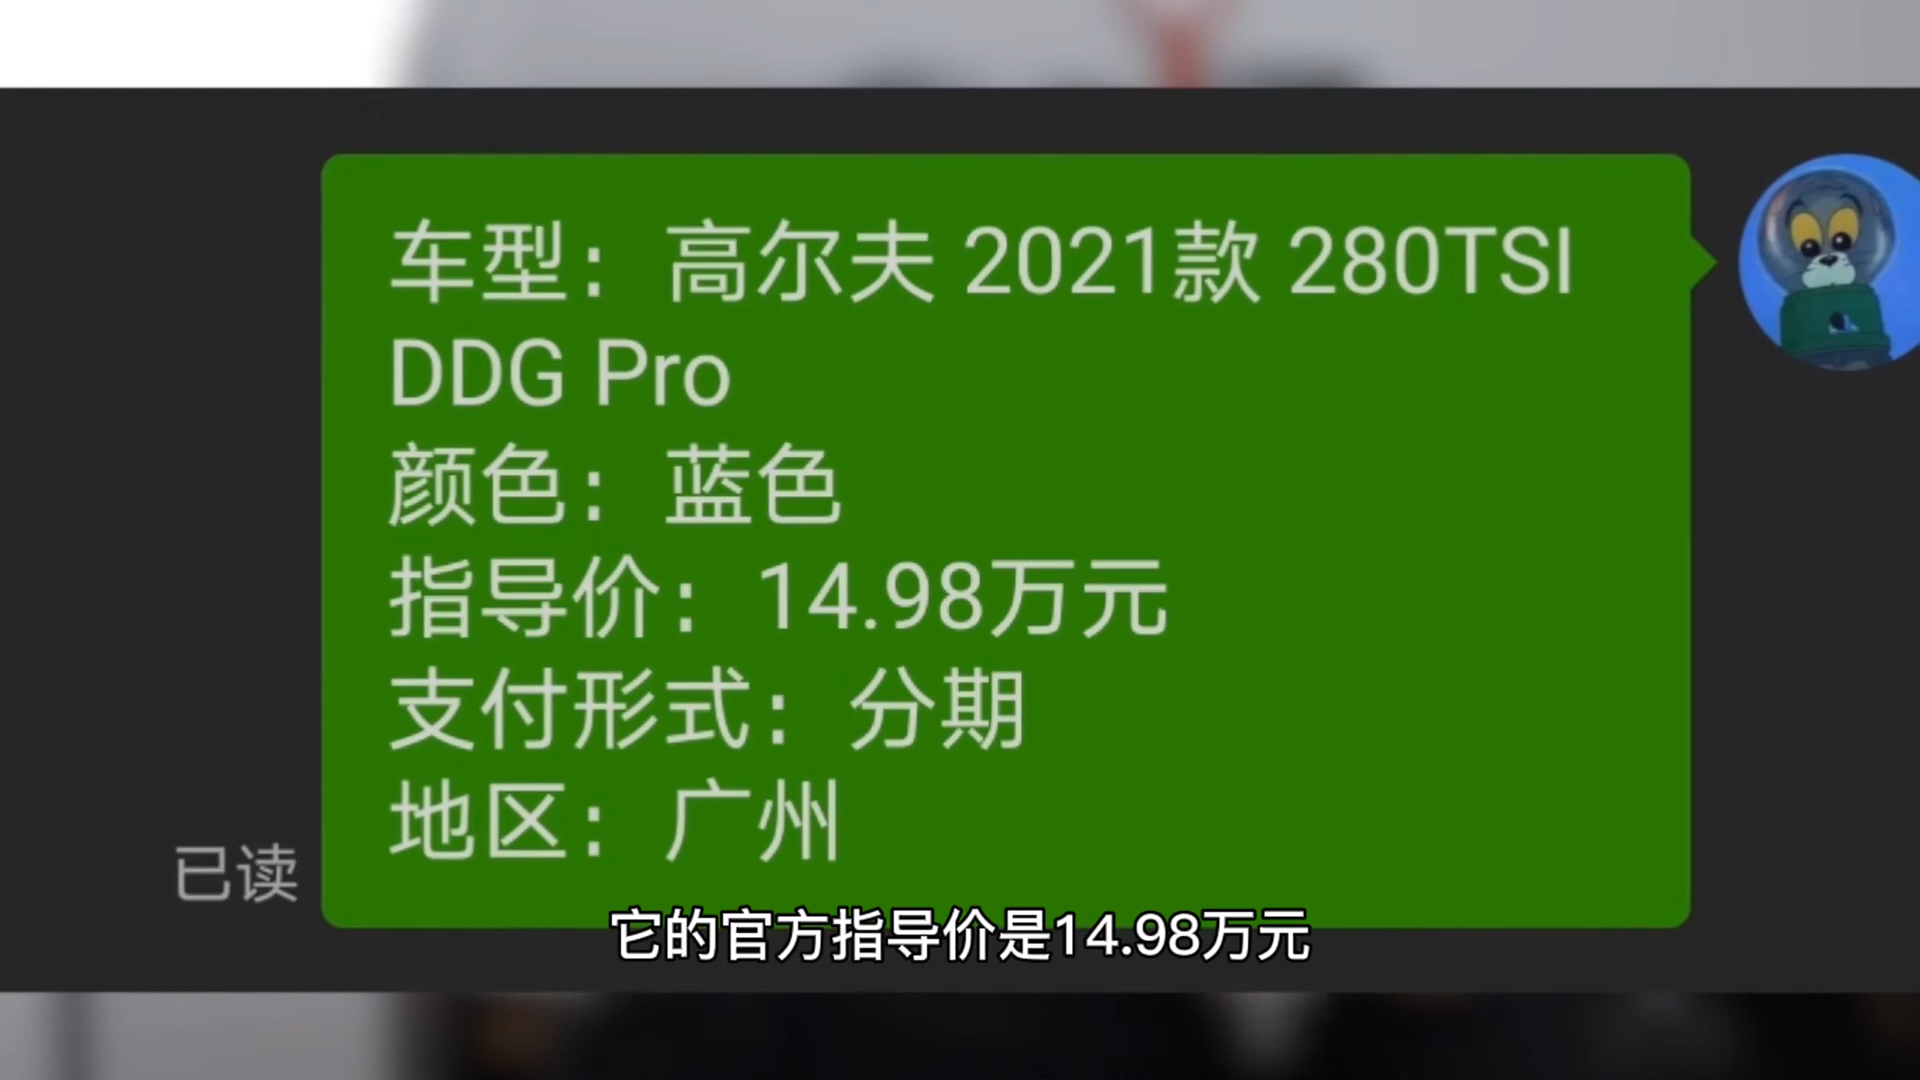 车型：高尔夫 2021款 280TSI
DDG Pro
颜色：蓝色
指导价：14.98万元
支付形式：分期
地区：广州
已读
它的官方指导价是14.98万元